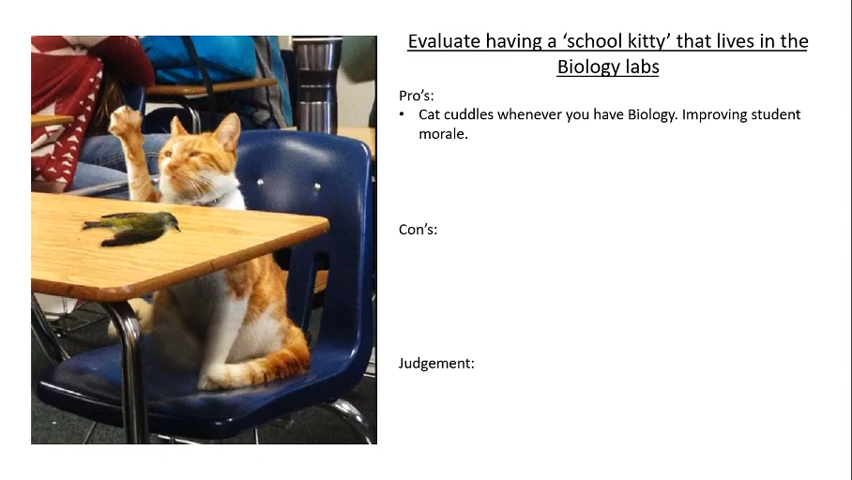 Evaluate having a ‘school kitty’ that lives in the
Biology labs
Pro’s:
• Cat cuddles whenever you have Biology. Improving student
morale.
Con’s:
Judgement: